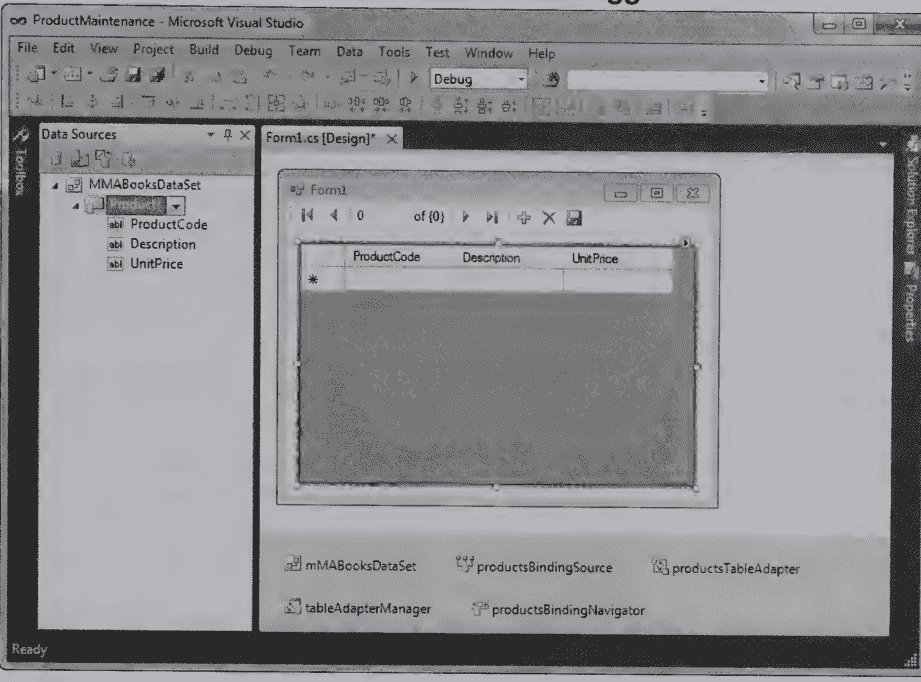 ProductMaintenance - Microsoft Visual Studio
File Edit View Project Build Debug Team Data Tools Test Window Help
Debug
Toolbox
Data Sources
Form1.cs [Design]*
Solution Explorer
Properties
MMABooksDataSet
Products
ProductCode
Description
UnitPrice
Form1
0 of {0}
ProductCode Description UnitPrice
mMABooksDataSet productsBindingSource productsTableAdapter
tableAdapterManager productsBindingNavigator
Ready